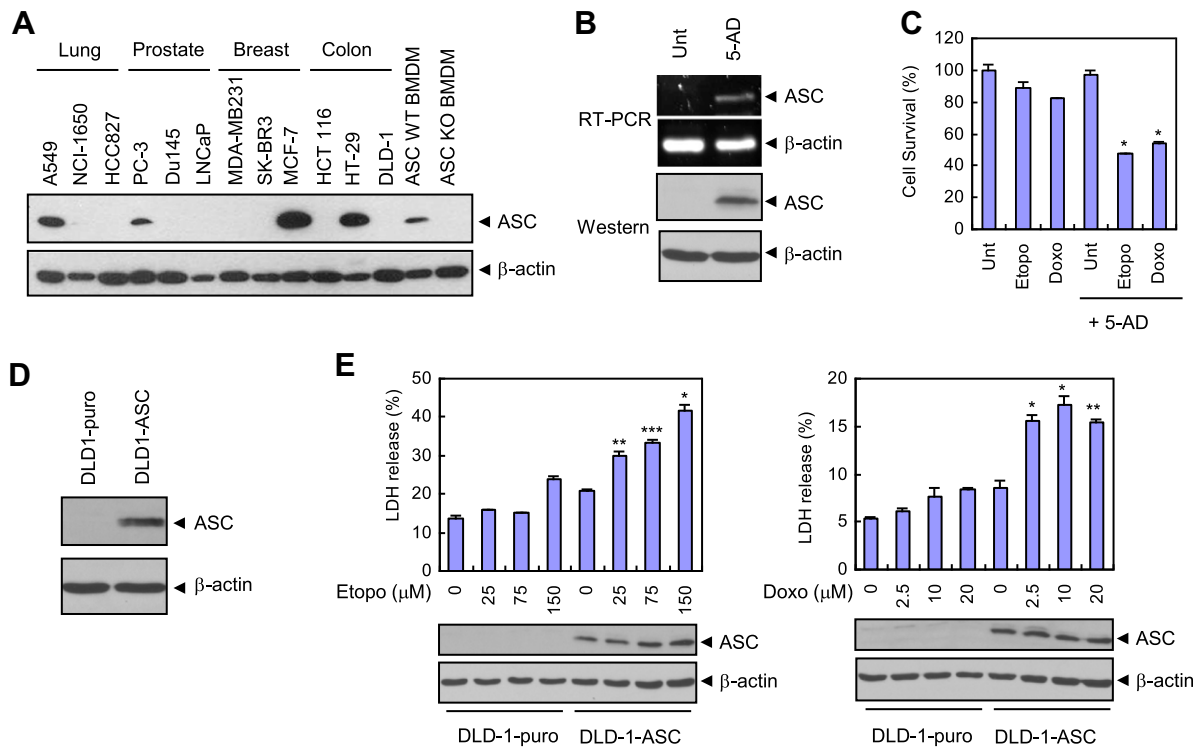 A
Lung Prostate Breast Colon
A549 NCI-1650 HCC827 PC-3 Du145 LNCaP MDA-MB231 SK-BR3 MCF-7 HCT 116 HT-29 DLD-1 ASC WT BMDM ASC KO BMDM
ASC
β-actin
B
Unt 5-AD
RT-PCR
ASC
β-actin
Western
ASC
β-actin
C
Cell Survival (%)
120
100
80
60
40
20
0
* *
Unt Etopo Doxo Unt Etopo Doxo
+ 5-AD
D
DLD1-puro DLD1-ASC
ASC
β-actin
E
LDH release (%)
50
40
30
20
10
0
** *** *
Etopo (μM) 0 25 75 150 0 25 75 150
ASC
β-actin
DLD-1-puro DLD-1-ASC
LDH release (%)
20
15
10
5
0
* * **
Doxo (μM) 0 2.5 10 20 0 2.5 10 20
ASC
β-actin
DLD-1-puro DLD-1-ASC